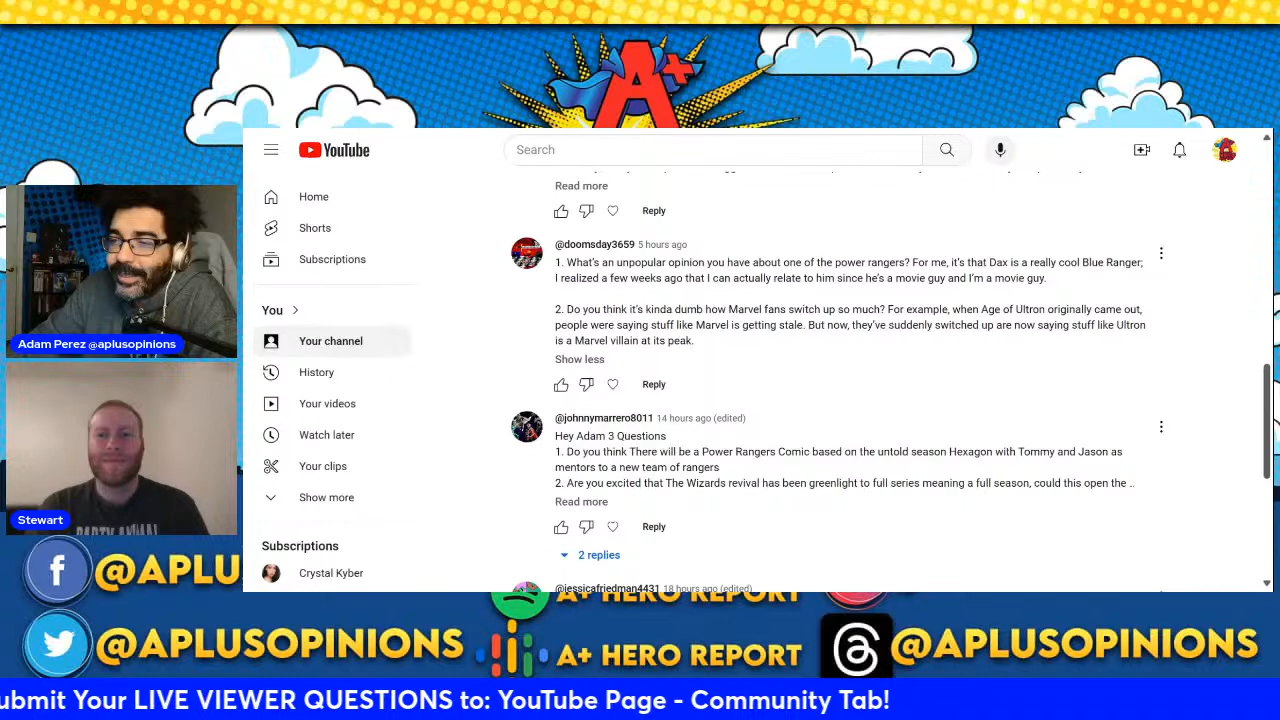 A+
YouTube
Search
Home
Shorts
Subscriptions
You
Your channel
History
Your videos
Watch later
Your clips
Show more
Subscriptions
Crystal Kyber
Read more
Reply
@doomsday3659 5 hours ago
1. What's an unpopular opinion you have about one of the power rangers? For me, it's that Dax is a really cool Blue Ranger;
I realized a few weeks ago that I can actually relate to him since he's a movie guy and I'm a movie guy.
2. Do you think it's kinda dumb how Marvel fans switch up so much? For example, when Age of Ultron originally came out,
people were saying stuff like Marvel is getting stale. But now, they've suddenly switched up are now saying stuff like Ultron
is a Marvel villain at its peak.
Show less
Reply
@johnnymarrero8011 14 hours ago (edited)
Hey Adam 3 Questions
1. Do you think There will be a Power Rangers Comic based on the untold season Hexagon with Tommy and Jason as
mentors to a new team of rangers
2. Are you excited that The Wizards revival has been greenlight to full series meaning a full season, could this open the ..
Read more
Reply
2 replies
@jessicafriedman4431 18 hours ago (edited)
Adam Perez @aplusopinions
Stewart
f @APLU
A+ HERO REPORT
@APLUSOPINIONS
A+ HERO REPORT
@APLUSOPINIONS
ubmit Your LIVE VIEWER QUESTIONS to: YouTube Page - Community Tab!